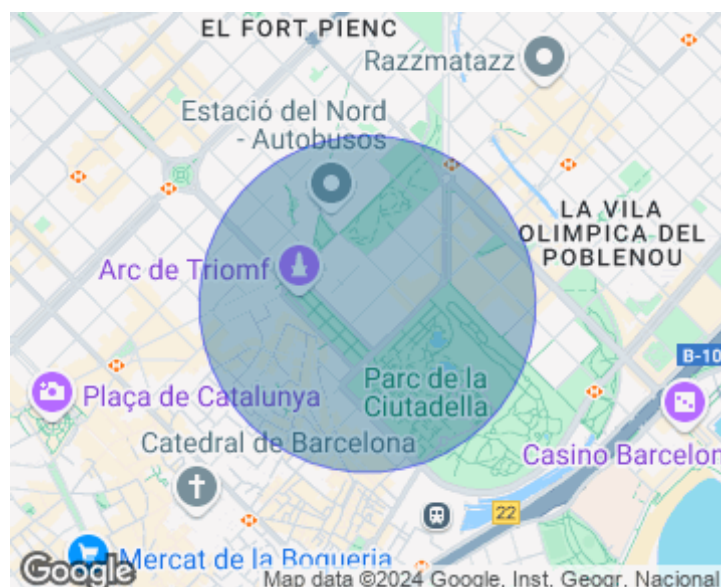 EL FORT PIENC
Razzmatazz
Estació del Nord
- Autobusos
LA VILA
OLIMPICA DEL
POBLENOU
Arc de Triomf
B-10
Parc de la
Ciutadella
Plaça de Catalunya
Casino Barcelon
Catedral de Barcelona
22
Mercat de la Boqueria
Google
Map data ©2024 Google, Inst. Geogr. Nacional